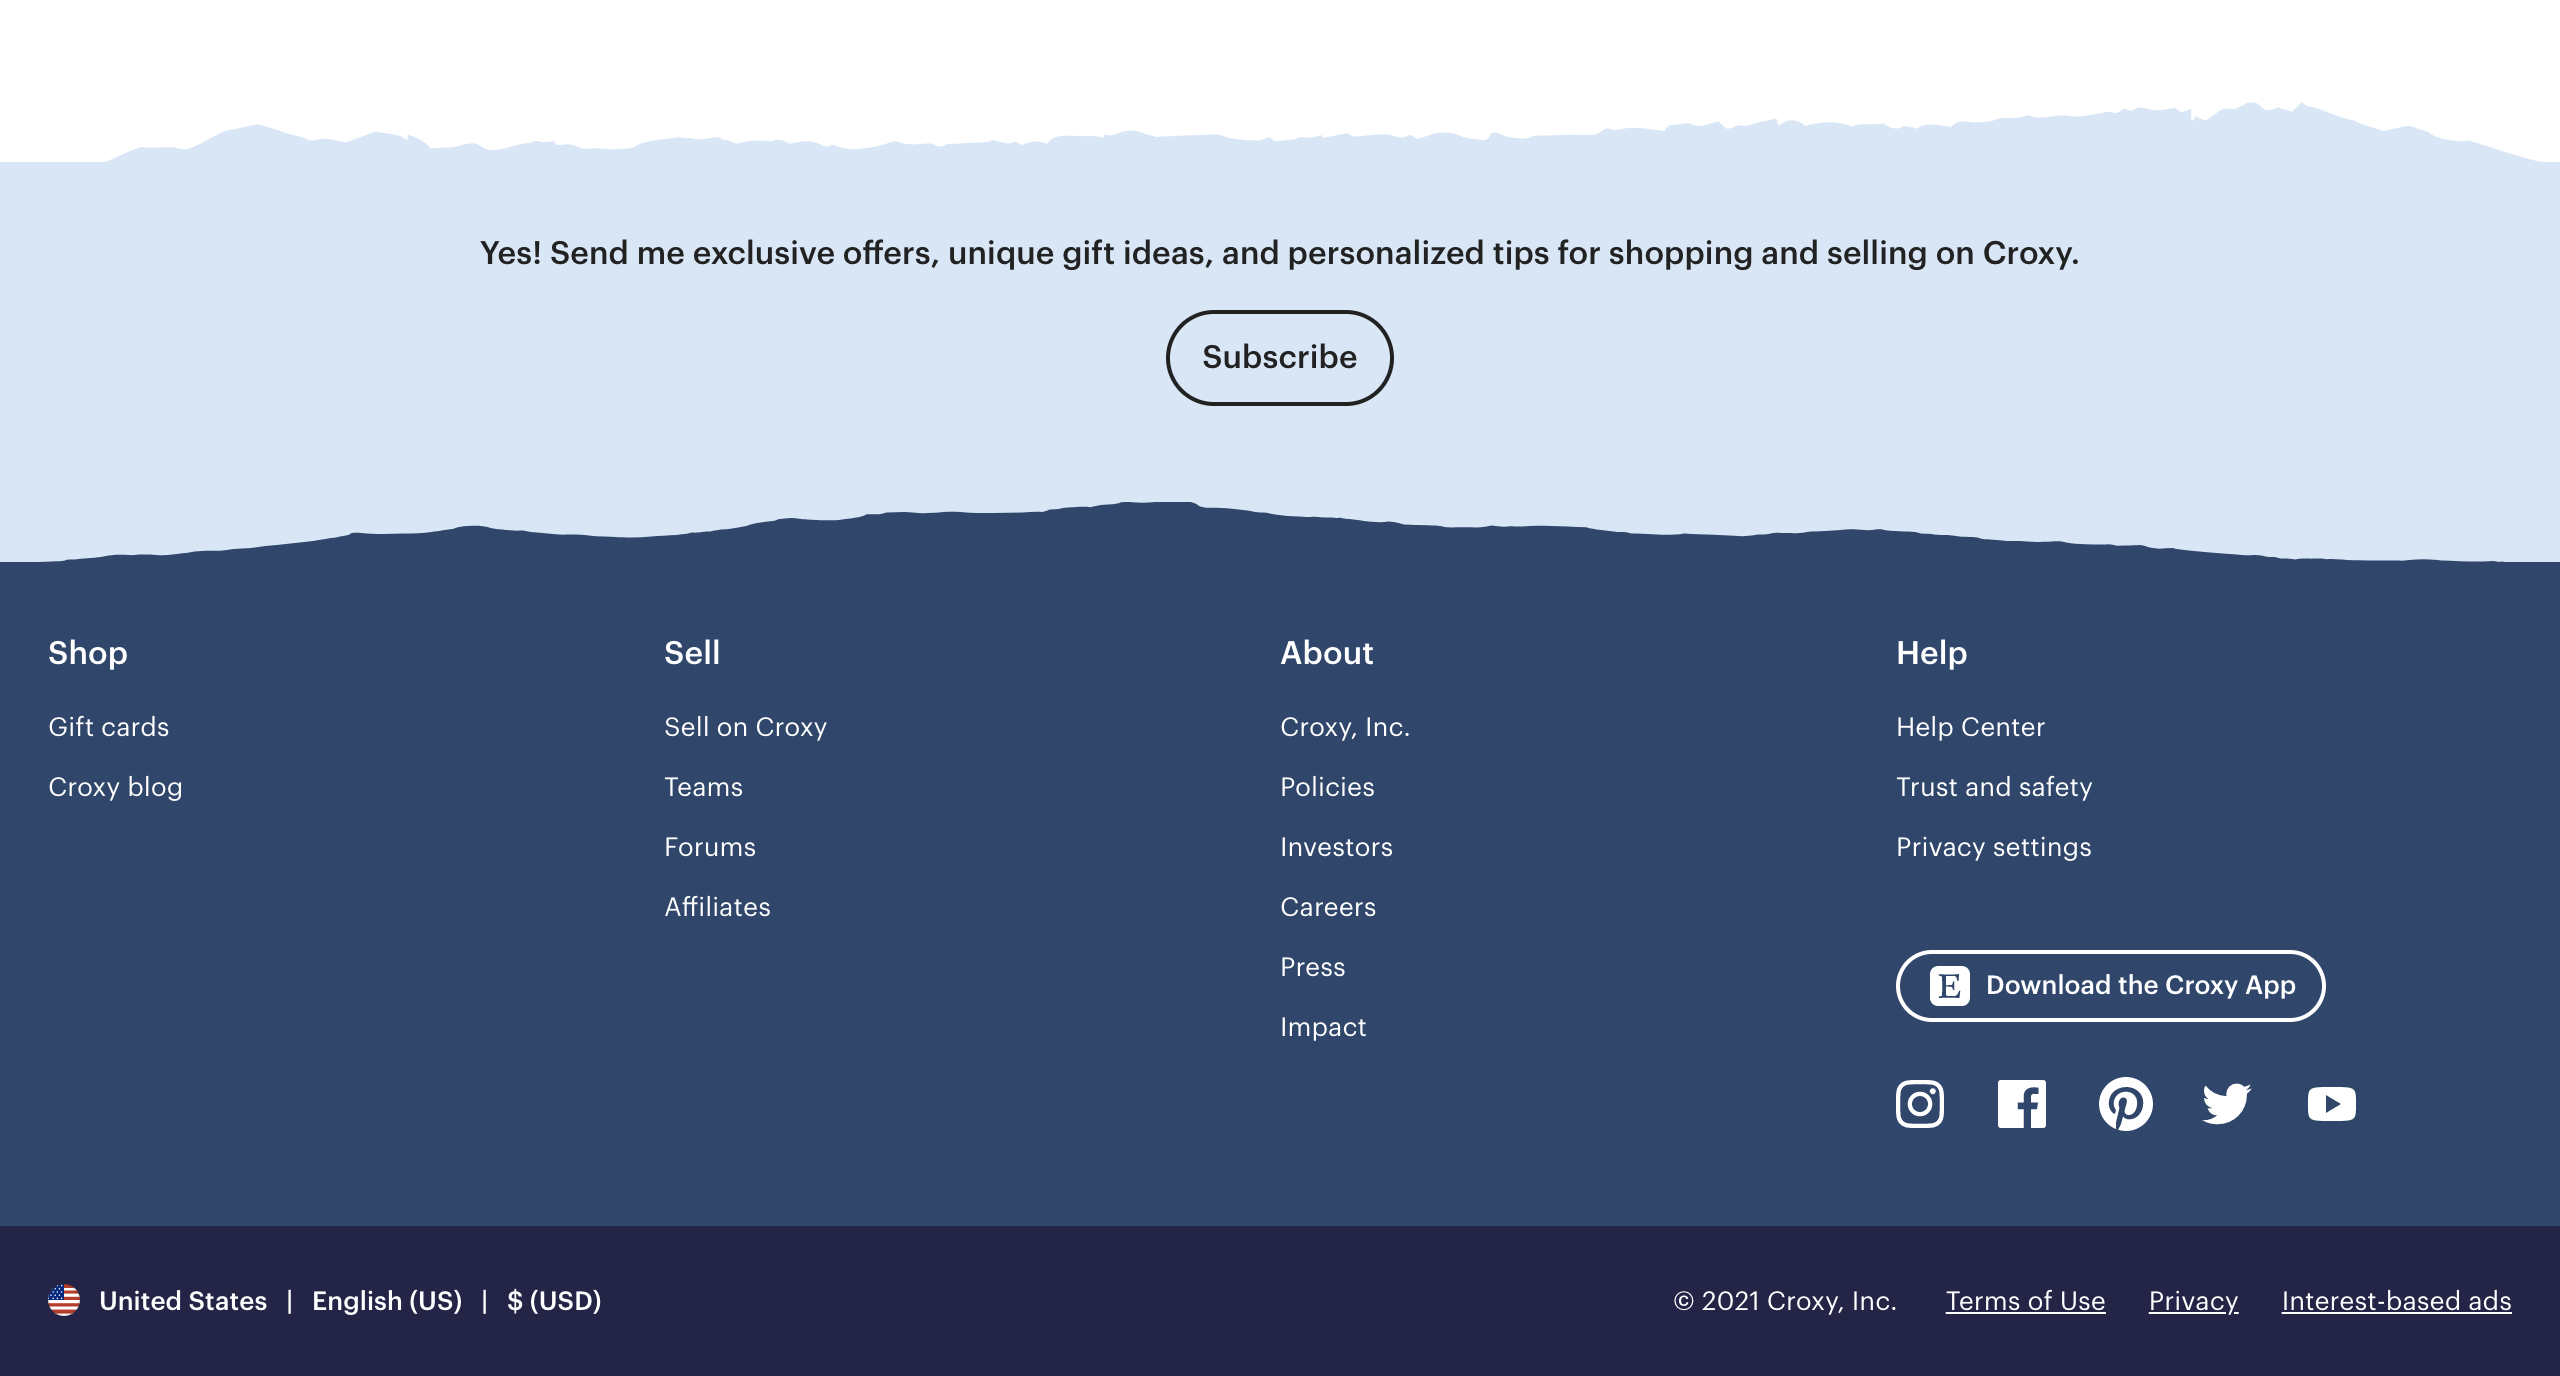 Yes! Send me exclusive offers, unique gift ideas, and personalized tips for shopping and selling on Croxy.
Subscribe
Shop
Gift cards
Croxy blog
Sell
Sell on Croxy
Teams
Forums
Affiliates
About
Croxy, Inc.
Policies
Investors
Careers
Press
Impact
Help
Help Center
Trust and safety
Privacy settings
E Download the Croxy App
United States | English (US) | $ (USD)
© 2021 Croxy, Inc. Terms of Use Privacy Interest-based ads